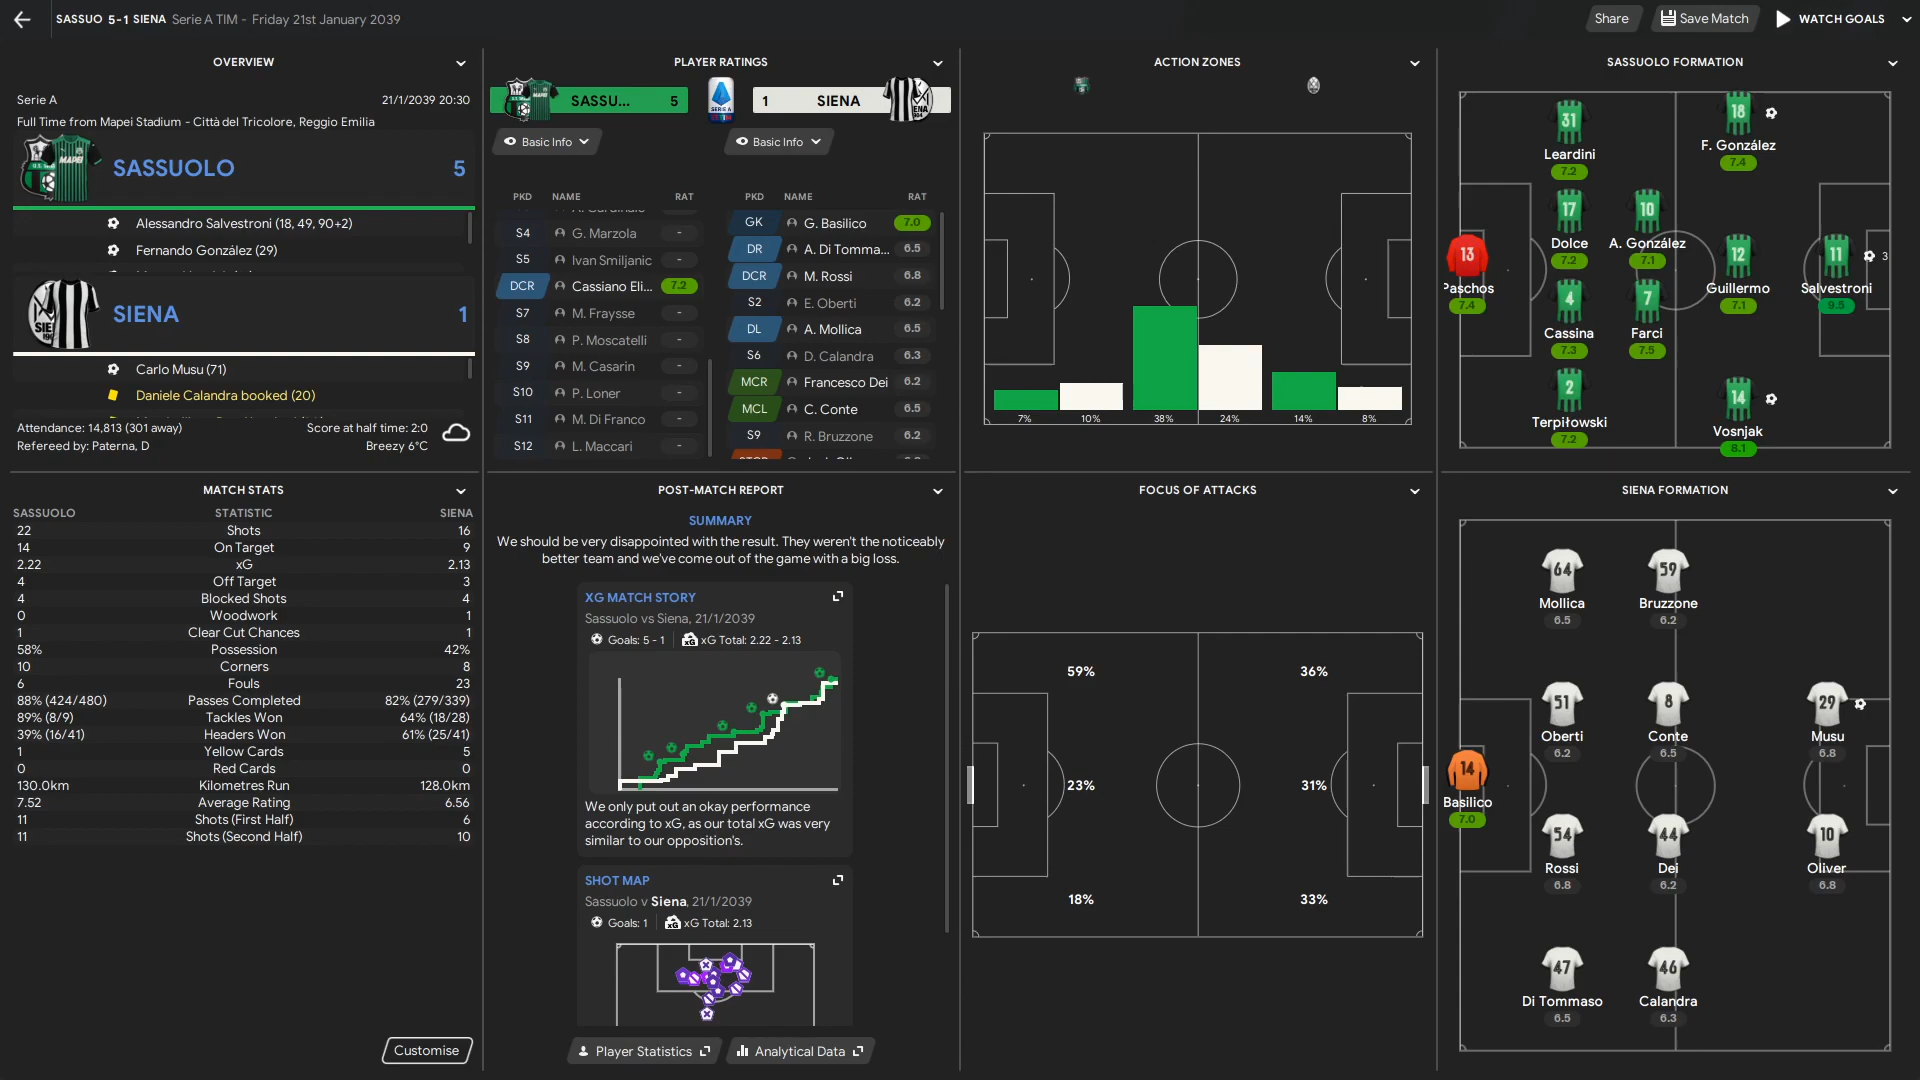 SASSUO 5-1 SIENA Serie A TIM - Friday 21st January 2039
Share
Save Match
WATCH GOALS
OVERVIEW
Serie A 21/1/2039 20:30
Full Time from Mapei Stadium - Città del Tricolore, Reggio Emilia
MAPEI
SASSUOLO 5
Alessandro Salvestroni (18, 49, 90+2)
Fernando González (29)
SIENA 1
Carlo Musu (71)
Daniele Calandra booked (20)
Attendance: 14,813 (301 away) Score at half time: 2:0
Refereed by: Paterna, D Breezy 6°C
PLAYER RATINGS
SASSU... 5
SERIE A
1 SIENA
Basic Info
Basic Info
PKD NAME RAT
S4 G. Marzola -
S5 Ivan Smiljanic -
DCR Cassiano Eli... 7.2
S7 M. Fraysse -
S8 P. Moscatelli -
S9 M. Casarin -
S10 P. Loner -
S11 M. Di Franco -
S12 L. Maccari -
PKD NAME RAT
GK G. Basilico 7.0
DR A. Di Tomma... 6.5
DCR M. Rossi 6.8
S2 E. Oberti 6.2
DL A. Mollica 6.5
S6 D. Calandra 6.3
MCR Francesco Dei 6.2
MCL C. Conte 6.5
S9 R. Bruzzone 6.2
ACTION ZONES
7% 10% 38% 24% 14% 8%
SASSUOLO FORMATION
31
Leardini
7.2
18
F. González
7.4
17
Dolce
7.2
10
A. González
7.1
13
Paschos
7.4
12
Guillermo
7.1
11
3
Salvestroni
9.5
4
Cassina
7.3
7
Farci
7.5
2
Terpiłowski
7.2
14
Vosnjak
8.1
MATCH STATS
SASSUOLO STATISTIC SIENA
22 Shots 16
14 On Target 9
2.22 xG 2.13
4 Off Target 3
4 Blocked Shots 4
0 Woodwork 1
1 Clear Cut Chances 1
58% Possession 42%
10 Corners 8
6 Fouls 23
88% (424/480) Passes Completed 82% (279/339)
89% (8/9) Tackles Won 64% (18/28)
39% (16/41) Headers Won 61% (25/41)
1 Yellow Cards 5
0 Red Cards 0
130.0km Kilometres Run 128.0km
7.52 Average Rating 6.56
11 Shots (First Half) 6
11 Shots (Second Half) 10
Customise
POST-MATCH REPORT
SUMMARY
We should be very disappointed with the result. They weren't the noticeably
better team and we've come out of the game with a big loss.
XG MATCH STORY
Sassuolo vs Siena, 21/1/2039
Goals: 5 - 1 xG Total: 2.22 - 2.13
We only put out an okay performance
according to xG, as our total xG was very
similar to our opposition's.
SHOT MAP
Sassuolo v Siena, 21/1/2039
Goals: 1 xG Total: 2.13
Player Statistics
Analytical Data
FOCUS OF ATTACKS
59% 36%
23% 31%
18% 33%
SIENA FORMATION
64
Mollica
6.5
59
Bruzzone
6.2
51
Oberti
6.2
8
Conte
6.5
29
Musu
6.8
14
Basilico
7.0
54
Rossi
6.8
44
Dei
6.2
10
Oliver
6.8
47
Di Tommaso
6.5
46
Calandra
6.3